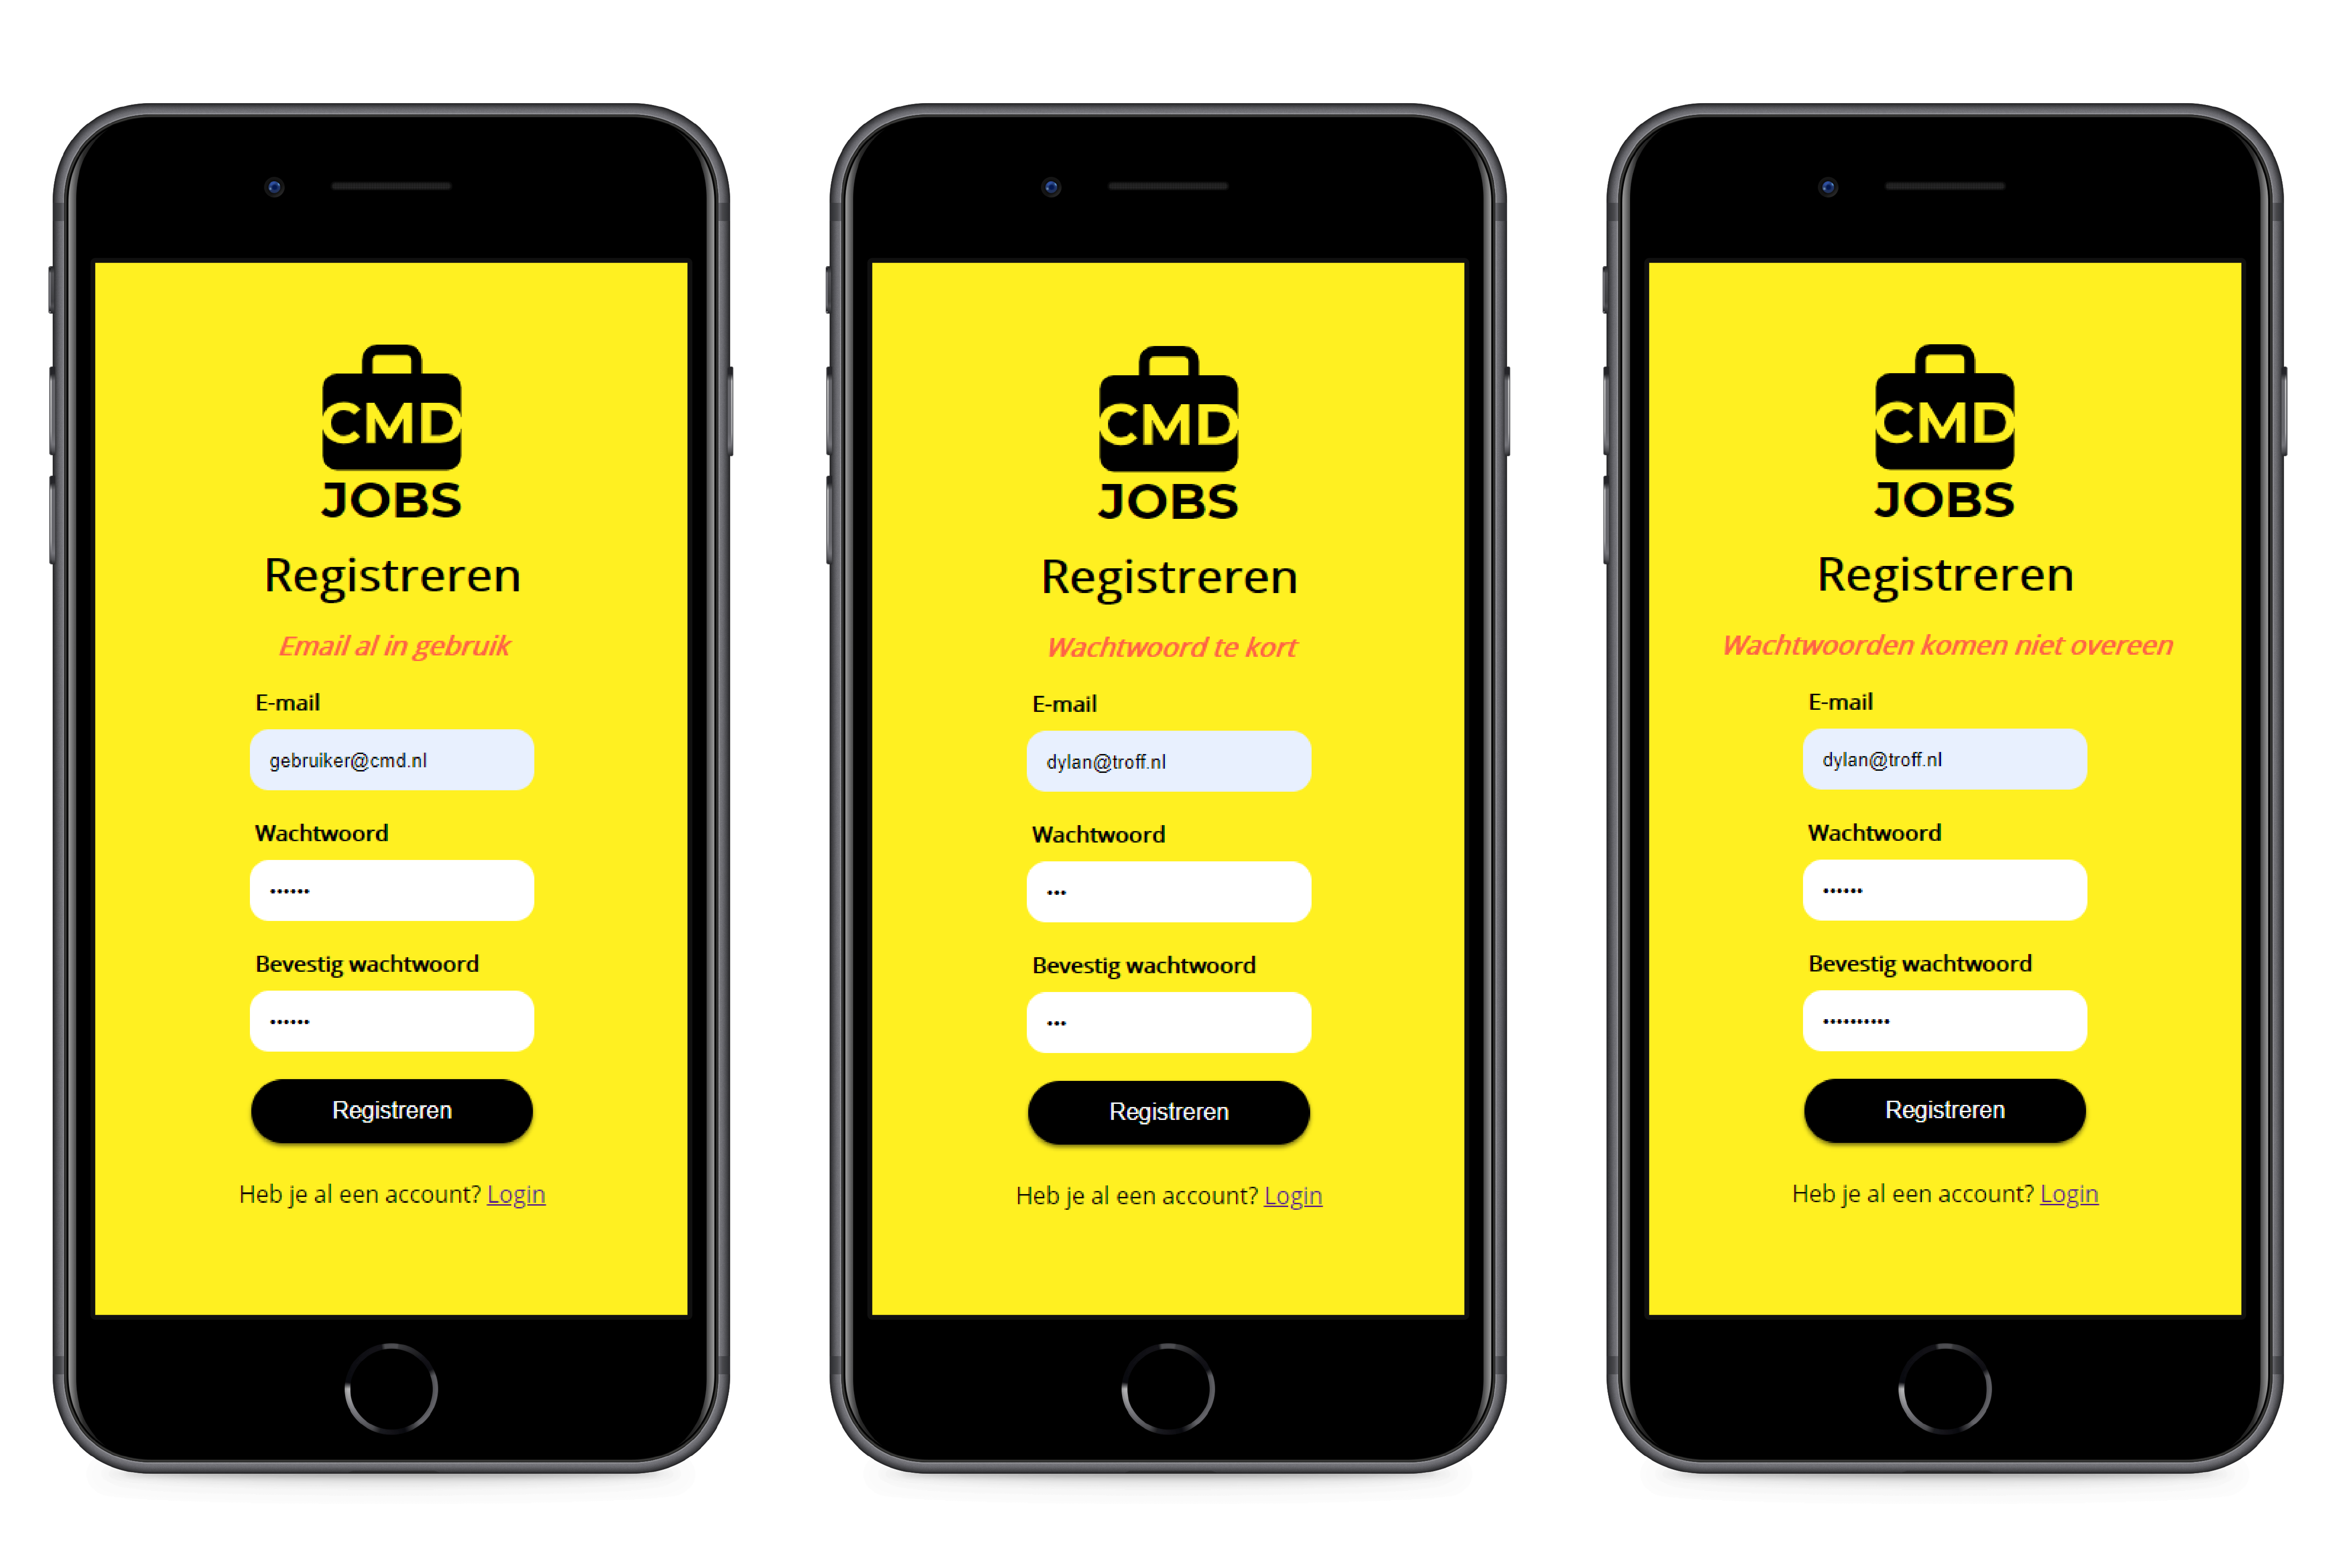 CMD
JOBS
Registreren
Email al in gebruik
E-mail
gebruiker@cmd.nl
Wachtwoord
••••••
Bevestig wachtwoord
••••••
Registreren
Heb je al een account? Login
CMD
JOBS
Registreren
Wachtwoord te kort
E-mail
dylan@troff.nl
Wachtwoord
•••
Bevestig wachtwoord
•••
Registreren
Heb je al een account? Login
CMD
JOBS
Registreren
Wachtwoorden komen niet overeen
E-mail
dylan@troff.nl
Wachtwoord
••••••
Bevestig wachtwoord
••••••••••
Registreren
Heb je al een account? Login